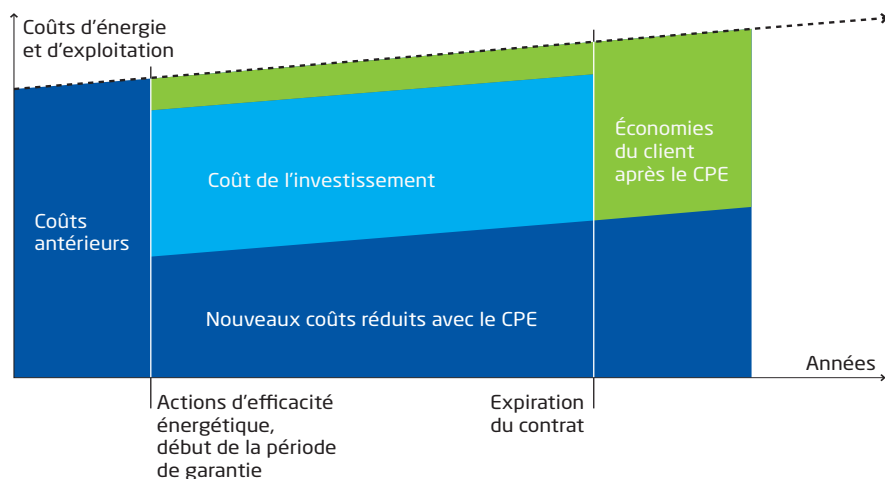 Coûts d'énergie
et d'exploitation
Coûts
antérieurs
Coût de l'investissement
Économies
du client
après le CPE
Nouveaux coûts réduits avec le CPE
Années
Actions d'efficacité
énergétique,
début de la période
de garantie
Expiration
du contrat